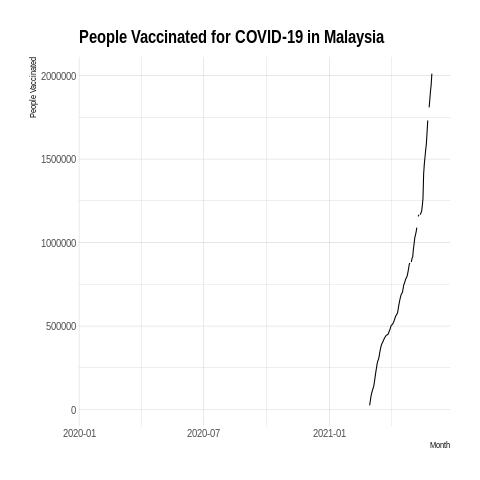 People Vaccinated for COVID-19 in Malaysia
People Vaccinated
2000000
1500000
1000000
500000
0
2020-01
2020-07
2021-01
Month